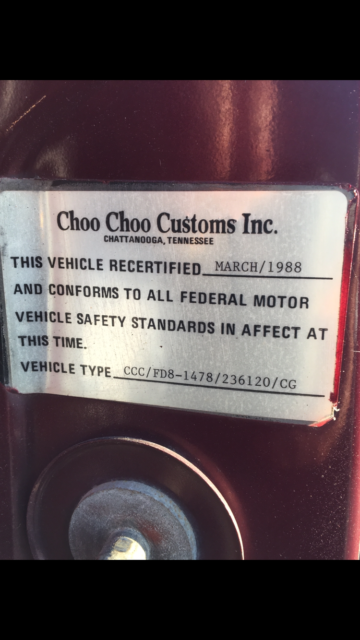 Choo Choo Customs Inc.
CHATTANOOGA, TENNESSEE
THIS VEHICLE RECERTIFIED MARCH/1988
AND CONFORMS TO ALL FEDERAL MOTOR
VEHICLE SAFETY STANDARDS IN AFFECT AT
THIS TIME.
VEHICLE TYPE CCC/FD8-1478/236120/CG